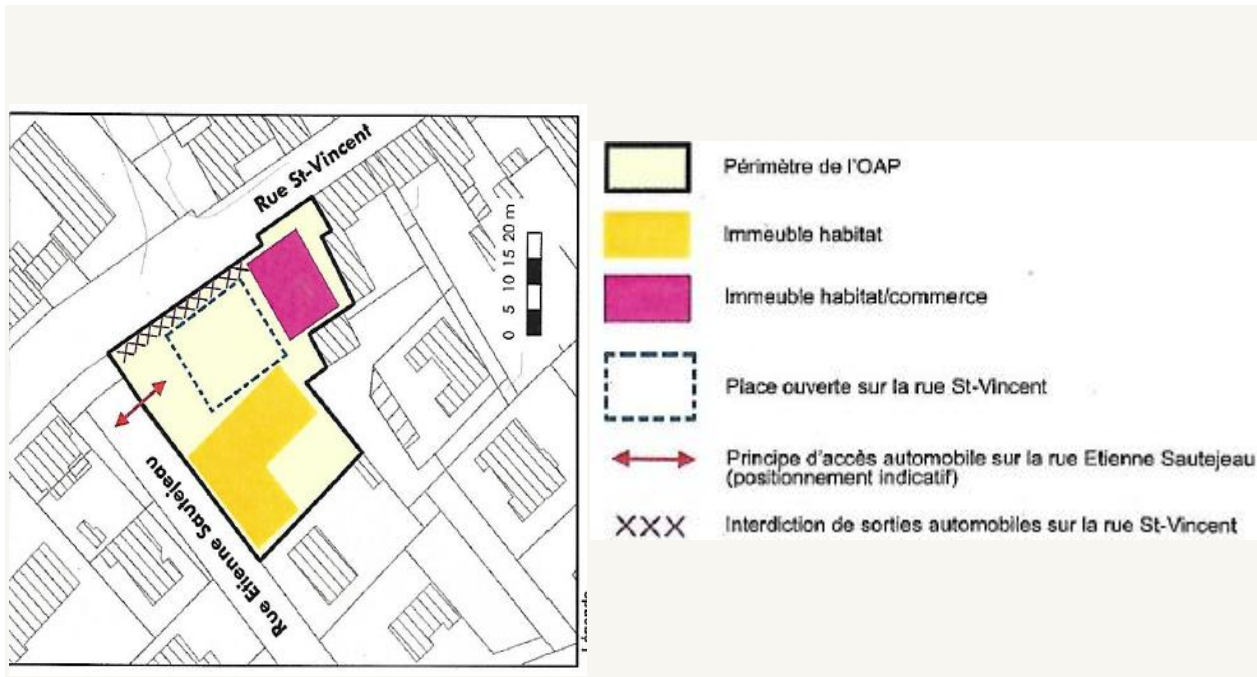 Rue St-Vincent
0 5 10 15 20 m
Rue Etienne Sautejeau
Périmètre de l'OAP
Immeuble habitat
Immeuble habitat/commerce
Place ouverte sur la rue St-Vincent
Principe d'accès automobile sur la rue Etienne Sautejeau
(positionnement indicatif)
Interdiction de sorties automobiles sur la rue St-Vincent